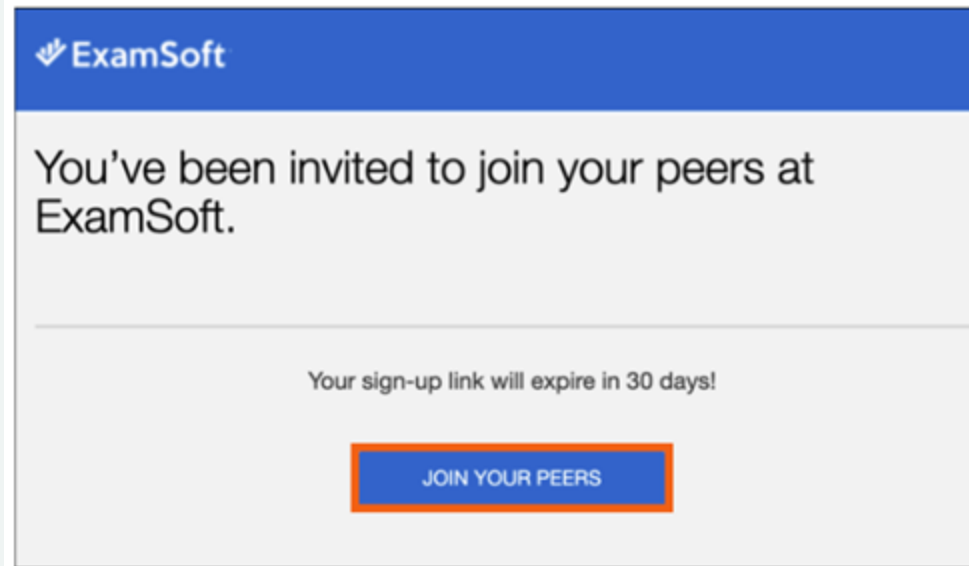 ExamSoft
You've been invited to join your peers at
ExamSoft.
Your sign-up link will expire in 30 days!
JOIN YOUR PEERS